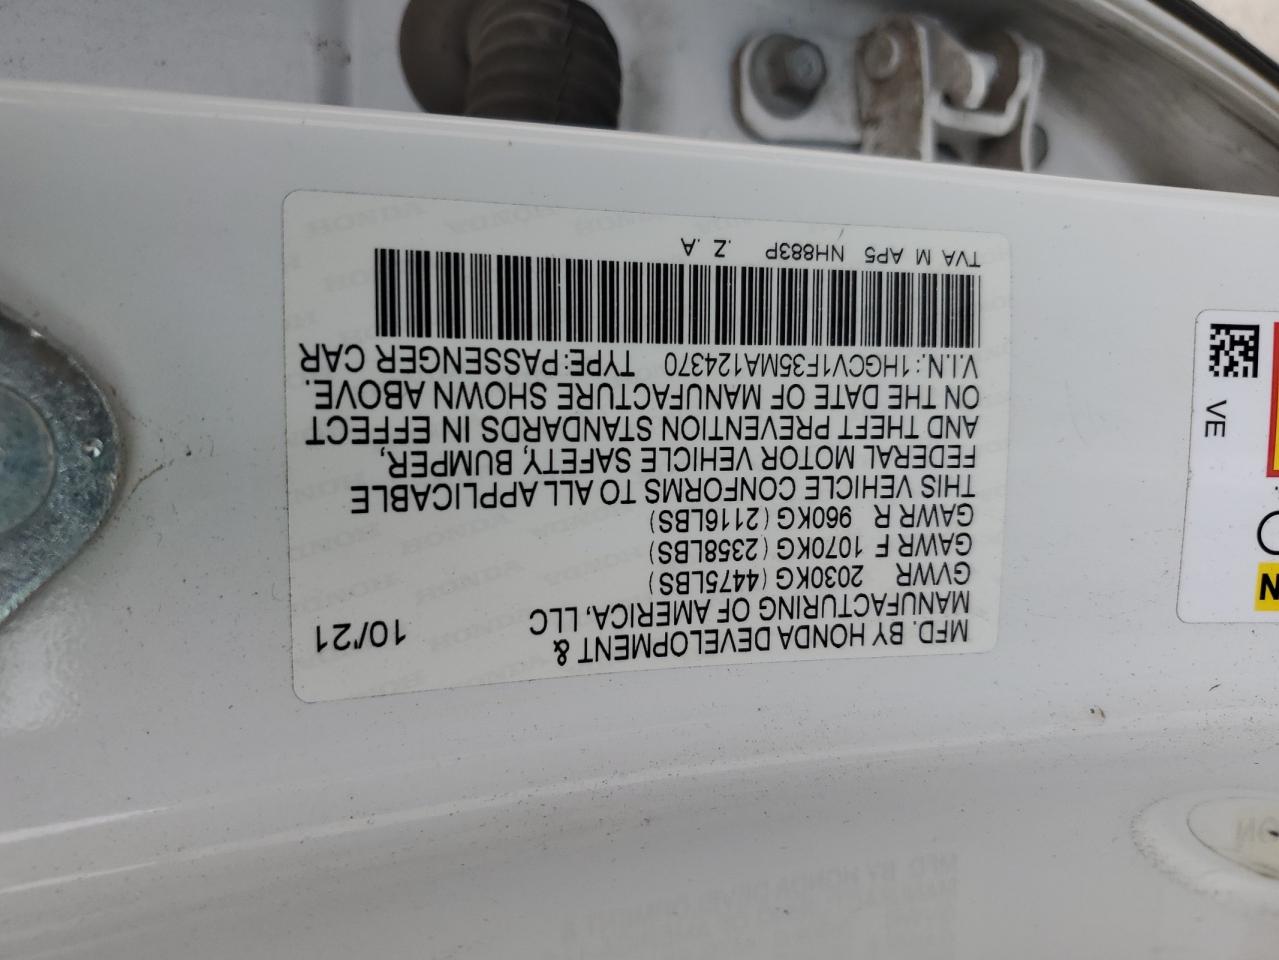 MFD. BY HONDA DEVELOPMENT &
MANUFACTURING OF AMERICA, LLC 10/'21
GVWR 2030KG (4475LBS)
GAWR F 1070KG (2358LBS)
GAWR R 960KG (2116LBS)
THIS VEHICLE CONFORMS TO ALL APPLICABLE
FEDERAL MOTOR VEHICLE SAFETY, BUMPER,
AND THEFT PREVENTION STANDARDS IN EFFECT
ON THE DATE OF MANUFACTURE SHOWN ABOVE.
V.I.N.: 1HGCV1F35MA124370 TYPE: PASSENGER CAR
TVA M AP5 NH883P .Z .A
VE